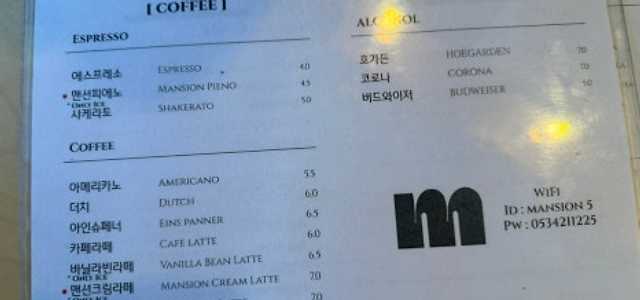 [ COFFEE ]
ESPRESSO
에스프레소 ESPRESSO 4.0
• 맨션피에노 MANSION PIENO 4.5
* ONLY ICE
샤케라토 SHAKERATO 5.0
COFFEE
아메리카노 AMERICANO 5.5
더치 DUTCH 6.0
아인슈페너 EINS PANNER 6.5
카페라떼 CAFE LATTE 6.0
바닐라빈라떼 VANILLA BEAN LATTE 6.5
* ONLY ICE
• 맨션크림라떼 MANSION CREAM LATTE 7.0
7.0
ALCOHOL
호가든 HOEGARDEN 7.0
코로나 CORONA 7.0
버드와이저 BUDWEISER
m
WIFI
ID : MANSION 5
PW : 0534211225